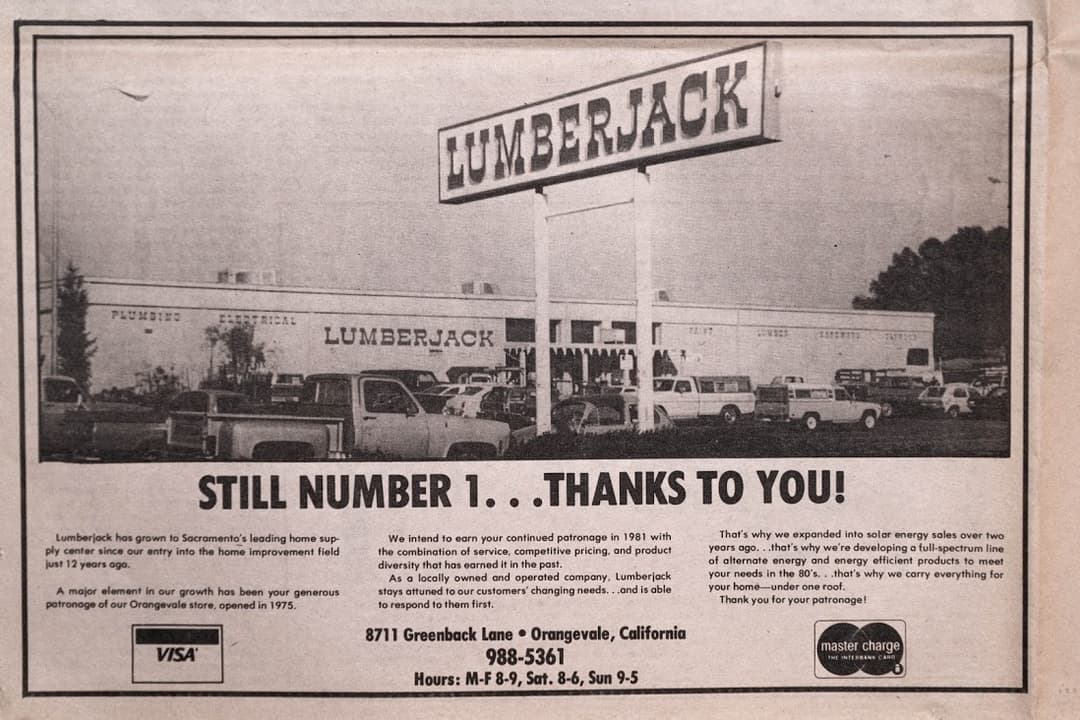 LUMBERJACK
PLUMBING ELECTRICAL
LUMBERJACK
PAINT LUMBER HARDWARE
STILL NUMBER 1. . .THANKS TO YOU!
Lumberjack has grown to Sacramento's leading home sup-
ply center since our entry into the home improvement field
just 12 years ago.
A major element in our growth has been your generous
patronage of our Orangevale store, opened in 1975.
We intend to earn your continued patronage in 1981 with
the combination of service, competitive pricing, and product
diversity that has earned it in the past.
As a locally owned and operated company, Lumberjack
stays attuned to our customers' changing needs. . .and is able
to respond to them first.
That's why we expanded into solar energy sales over two
years ago. . .that's why we're developing a full-spectrum line
of alternate energy and energy efficient products to meet
your needs in the 80's. . .that's why we carry everything for
your home—under one roof.
Thank you for your patronage!
VISA
8711 Greenback Lane • Orangevale, California
988-5361
Hours: M-F 8-9, Sat. 8-6, Sun 9-5
master charge
THE INTERBANK CARD
i